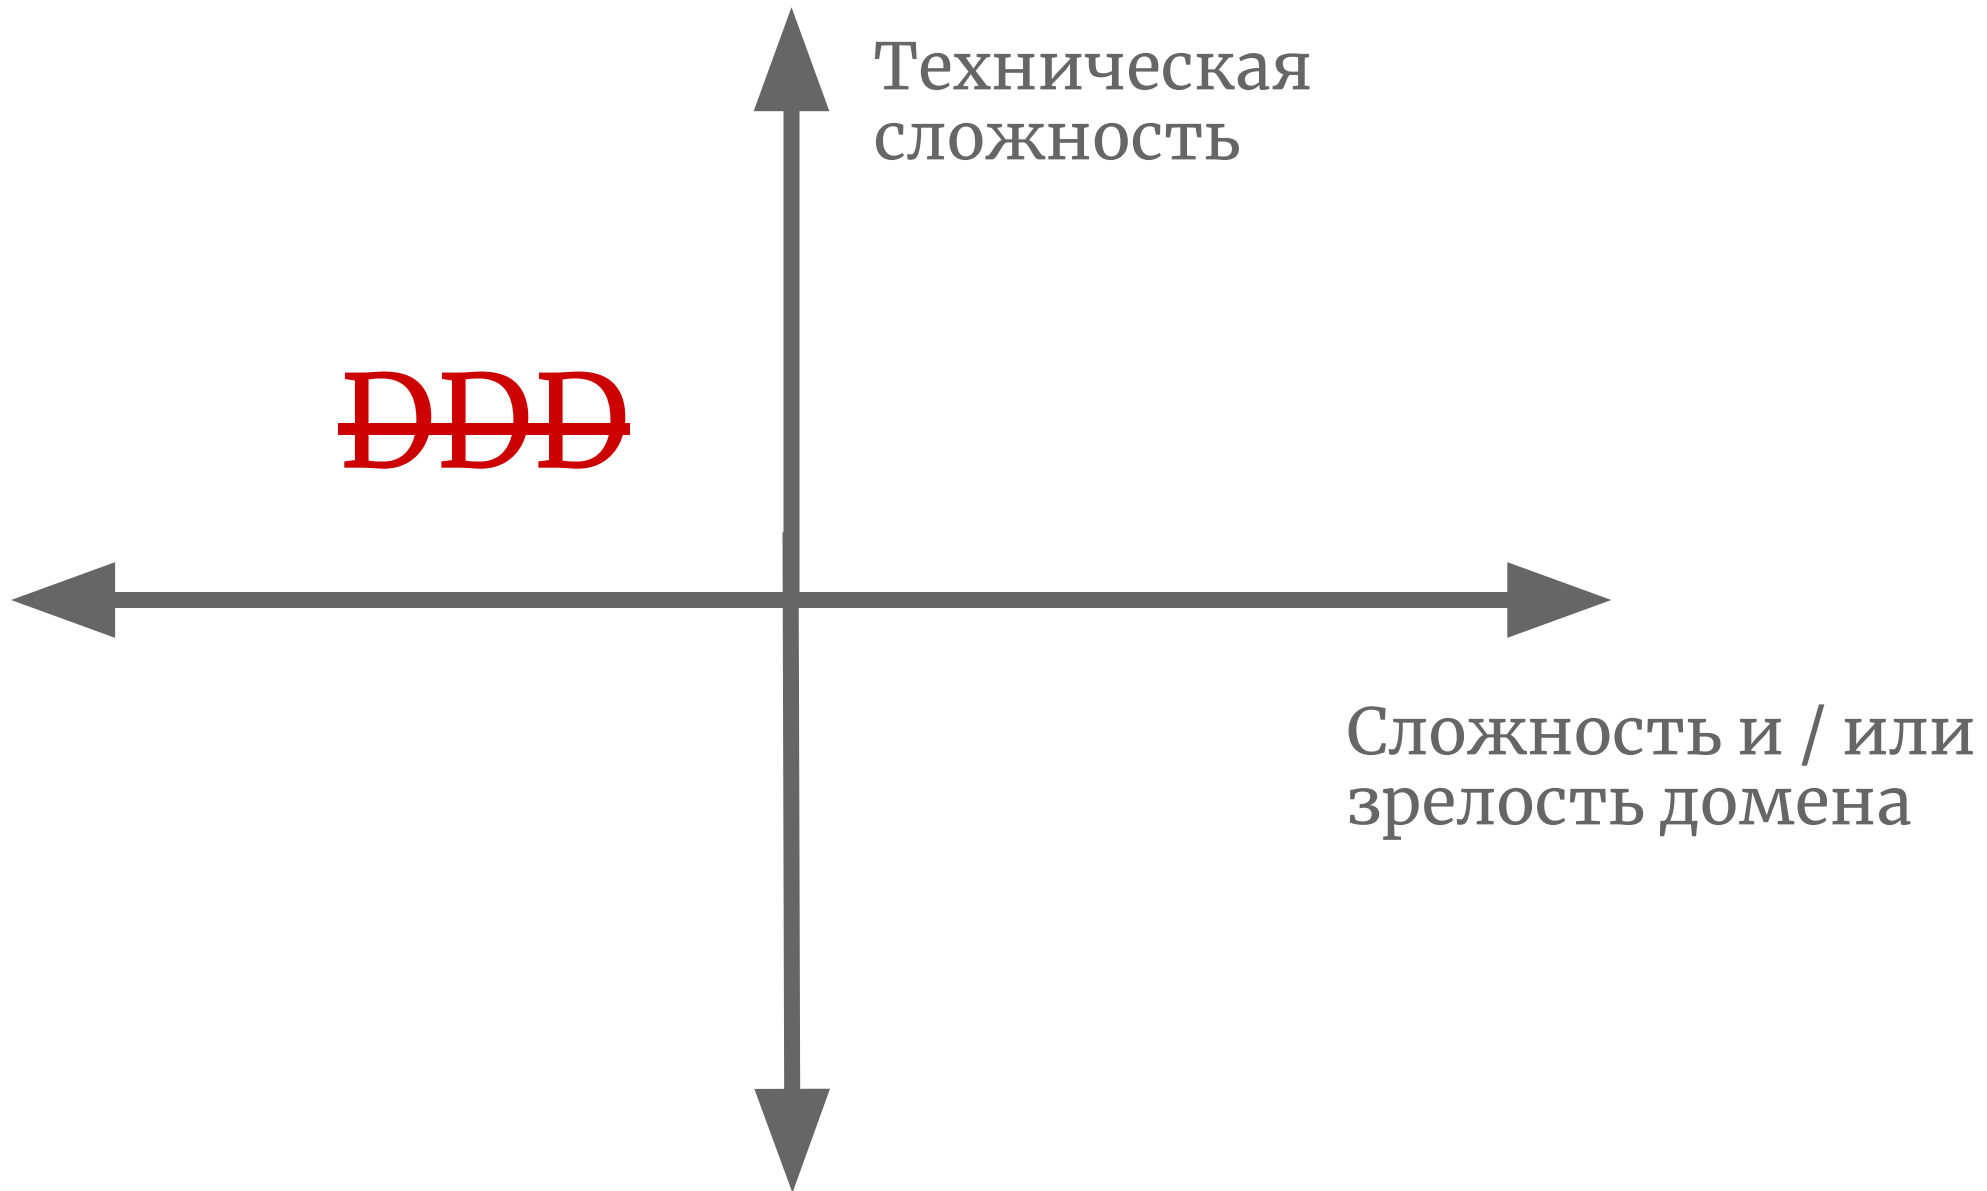 Техническая
сложность
DDD
Сложность и / или
зрелость домена